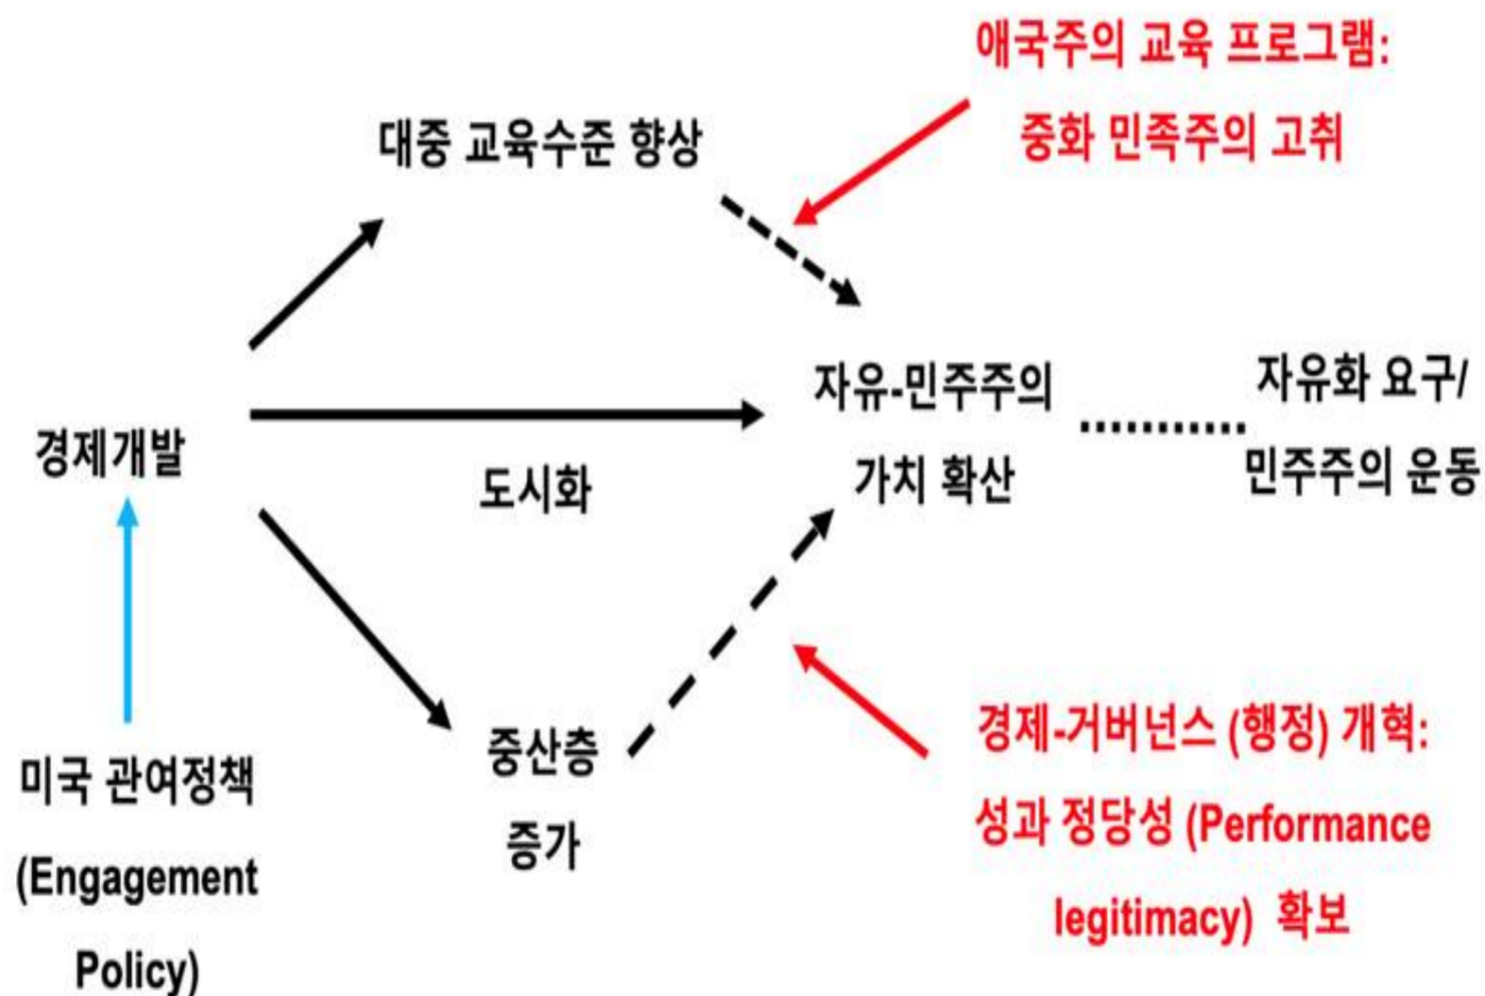 애국주의 교육 프로그램:
중화 민족주의 고취
대중 교육수준 향상
자유-민주주의
가치 확산
자유화 요구/
민주주의 운동
경제개발
도시화
미국 관여정책
(Engagement
Policy)
중산층
증가
경제-거버넌스 (행정) 개혁:
성과 정당성 (Performance
legitimacy) 확보